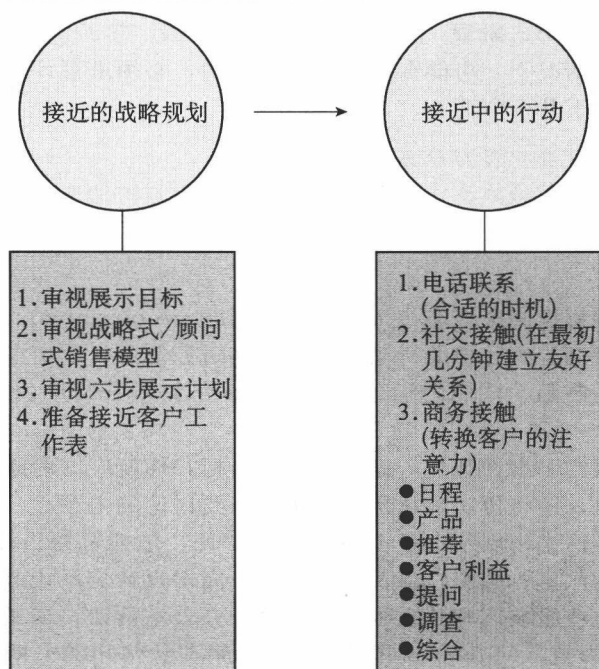 接近的战略规划
接近中的行动
1.审视展示目标
2.审视战略式/顾问
式销售模型
3.审视六步展示计划
4.准备接近客户工
作表
1.电话联系
(合适的时机)
2.社交接触(在最初
几分钟建立友好
关系)
3.商务接触
(转换客户的注
意力)
●日程
●产品
●推荐
●客户利益
●提问
●调查
●综合